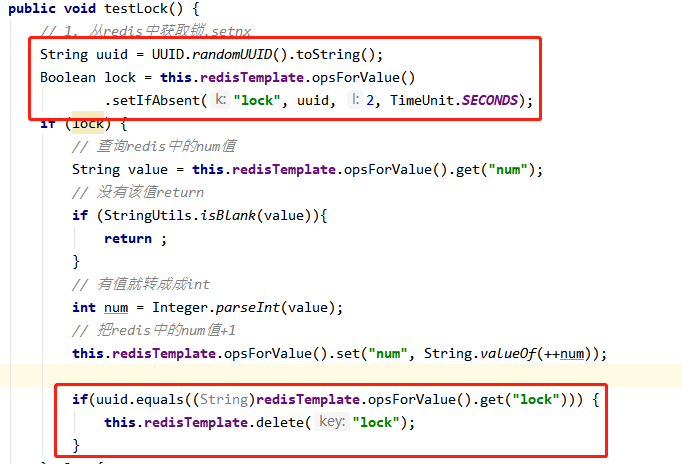 public void testLock() {
// 1. 从redis中获取锁,setnx
String uuid = UUID.randomUUID().toString();
Boolean lock = this.redisTemplate.opsForValue()
.setIfAbsent( k: "lock", uuid, l: 2, TimeUnit.SECONDS);
if (lock) {
// 查询redis中的num值
String value = this.redisTemplate.opsForValue().get("num");
// 没有该值return
if (StringUtils.isBlank(value)){
return ;
}
// 有值就转成成int
int num = Integer.parseInt(value);
// 把redis中的num值+1
this.redisTemplate.opsForValue().set("num", String.valueOf(++num));
if(uuid.equals((String)redisTemplate.opsForValue().get("lock"))) {
this.redisTemplate.delete( key: "lock");
}